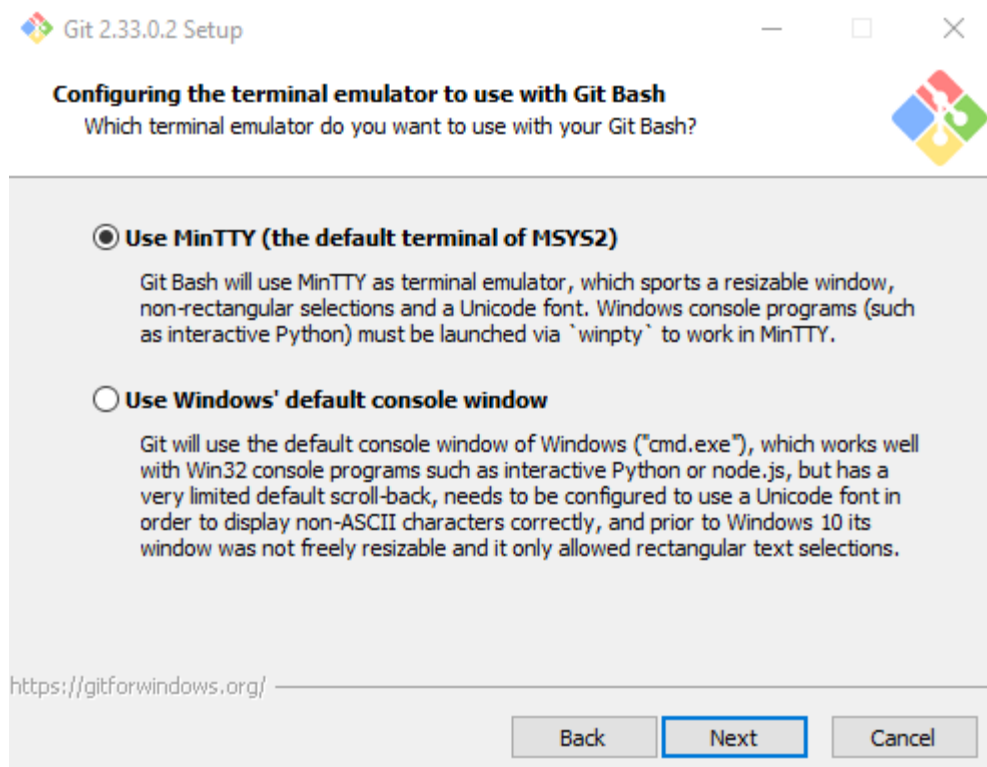 Git 2.33.0.2 Setup
Configuring the terminal emulator to use with Git Bash
Which terminal emulator do you want to use with your Git Bash?
Use MinTTY (the default terminal of MSYS2)
Git Bash will use MinTTY as terminal emulator, which sports a resizable window,
non-rectangular selections and a Unicode font. Windows console programs (such
as interactive Python) must be launched via `winpty` to work in MinTTY.
Use Windows' default console window
Git will use the default console window of Windows ("cmd.exe"), which works well
with Win32 console programs such as interactive Python or node.js, but has a
very limited default scroll-back, needs to be configured to use a Unicode font in
order to display non-ASCII characters correctly, and prior to Windows 10 its
window was not freely resizable and it only allowed rectangular text selections.
https://gitforwindows.org/
Back Next Cancel